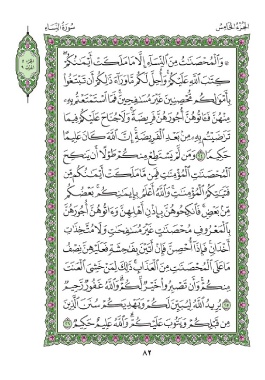 الجزء الخامس
سورة النساء
۞ وَٱلْمُحْصَنَٰتُ مِنَ ٱلنِّسَآءِ إِلَّا مَا مَلَكَتْ أَيْمَٰنُكُمْ
كِتَٰبَ ٱللَّهِ عَلَيْكُمْ وَأُحِلَّ لَكُم مَّا وَرَآءَ ذَٰلِكُمْ أَن تَبْتَغُوا۟
بِأَمْوَٰلِكُم مُّحْصِنِينَ غَيْرَ مُسَٰفِحِينَ فَمَا ٱسْتَمْتَعْتُم بِهِۦ
مِنْهُنَّ فَـَٔاتُوهُنَّ أُجُورَهُنَّ فَرِيضَةً وَلَا جُنَاحَ عَلَيْكُمْ فِيمَا
تَرَٰضَيْتُم بِهِۦ مِنۢ بَعْدِ ٱلْفَرِيضَةِ إِنَّ ٱللَّهَ كَانَ عَلِيمًا
حَكِيمًا ٢٤ وَمَن لَّمْ يَسْتَطِعْ مِنكُمْ طَوْلًا أَن يَنكِحَ
ٱلْمُحْصَنَٰتِ ٱلْمُؤْمِنَٰتِ فَمِن مَّا مَلَكَتْ أَيْمَٰنُكُم مِّن
فَتَيَٰتِكُمُ ٱلْمُؤْمِنَٰتِ وَٱللَّهُ أَعْلَمُ بِإِيمَٰنِكُم بَعْضُكُم
مِّنۢ بَعْضٍ فَٱنكِحُوهُنَّ بِإِذْنِ أَهْلِهِنَّ وَءَاتُوهُنَّ أُجُورَهُنَّ
بِٱلْمَعْرُوفِ مُحْصَنَٰتٍ غَيْرَ مُسَٰفِحَٰتٍ وَلَا مُتَّخِذَٰتِ
أَخْدَانٍ فَإِذَآ أُحْصِنَّ فَإِنْ أَتَيْنَ بِفَٰحِشَةٍ فَعَلَيْهِنَّ نِصْفُ
مَا عَلَى ٱلْمُحْصَنَٰتِ مِنَ ٱلْعَذَابِ ذَٰلِكَ لِمَنْ خَشِىَ ٱلْعَنَتَ
مِنكُمْ وَأَن تَصْبِرُوا۟ خَيْرٌ لَّكُمْ وَٱللَّهُ غَفُورٌ رَّحِيمٌ
٢٥ يُرِيدُ ٱللَّهُ لِيُبَيِّنَ لَكُمْ وَيَهْدِيَكُمْ سُنَنَ ٱلَّذِينَ
مِن قَبْلِكُمْ وَيَتُوبَ عَلَيْكُمْ وَٱللَّهُ عَلِيمٌ حَكِيمٌ ٢٦
٨٢